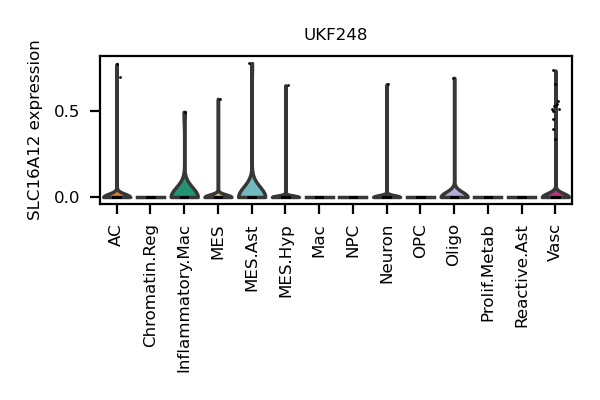 UKF248
SLC16A12 expression
0.5
0.0
AC
Chromatin.Reg
Inflammatory.Mac
MES
MES.Ast
MES.Hyp
Mac
NPC
Neuron
OPC
Oligo
Prolif.Metab
Reactive.Ast
Vasc